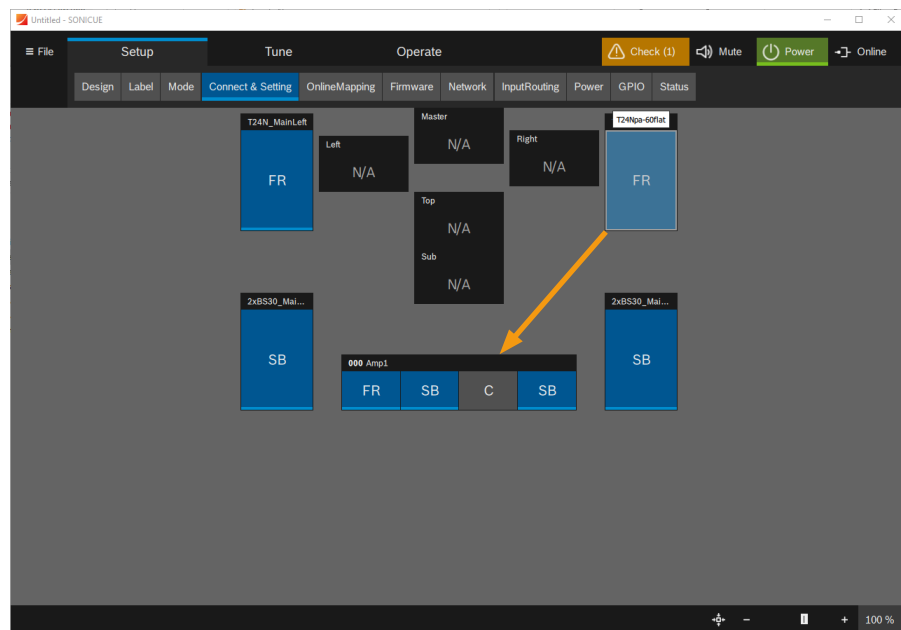 Untitled - SONICUE
≡ File Setup Tune Operate Check (1) Mute Power Online
Design Label Mode Connect & Setting OnlineMapping Firmware Network InputRouting Power GPIO Status
T24N_MainLeft
FR
Left
N/A
Master
N/A
Right
N/A
T24Npa-60flat
FR
Top
N/A
Sub
N/A
2xBS30_Mai...
SB
000 Amp1
FR SB C SB
2xBS30_Mai...
SB
100 %